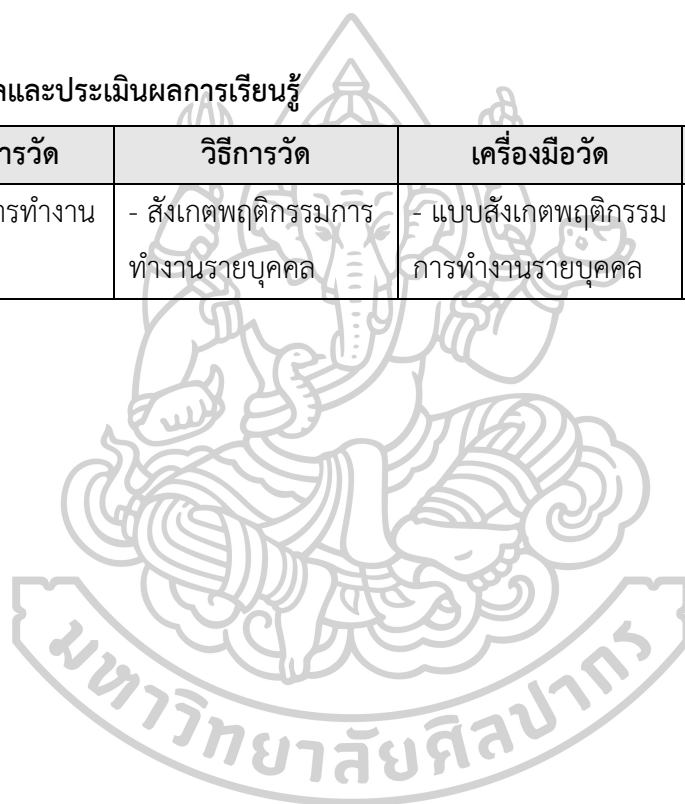 ลและประเมินผลการเรียนรู้
ารวัด วิธีการวัด เครื่องมือวัด
ารทำงาน - สังเกตพฤติกรรมการ - แบบสังเกตพฤติกรรม
ทำงานรายบุคคล การทำงานรายบุคคล
มหาวิทยาลัยศิลปากร